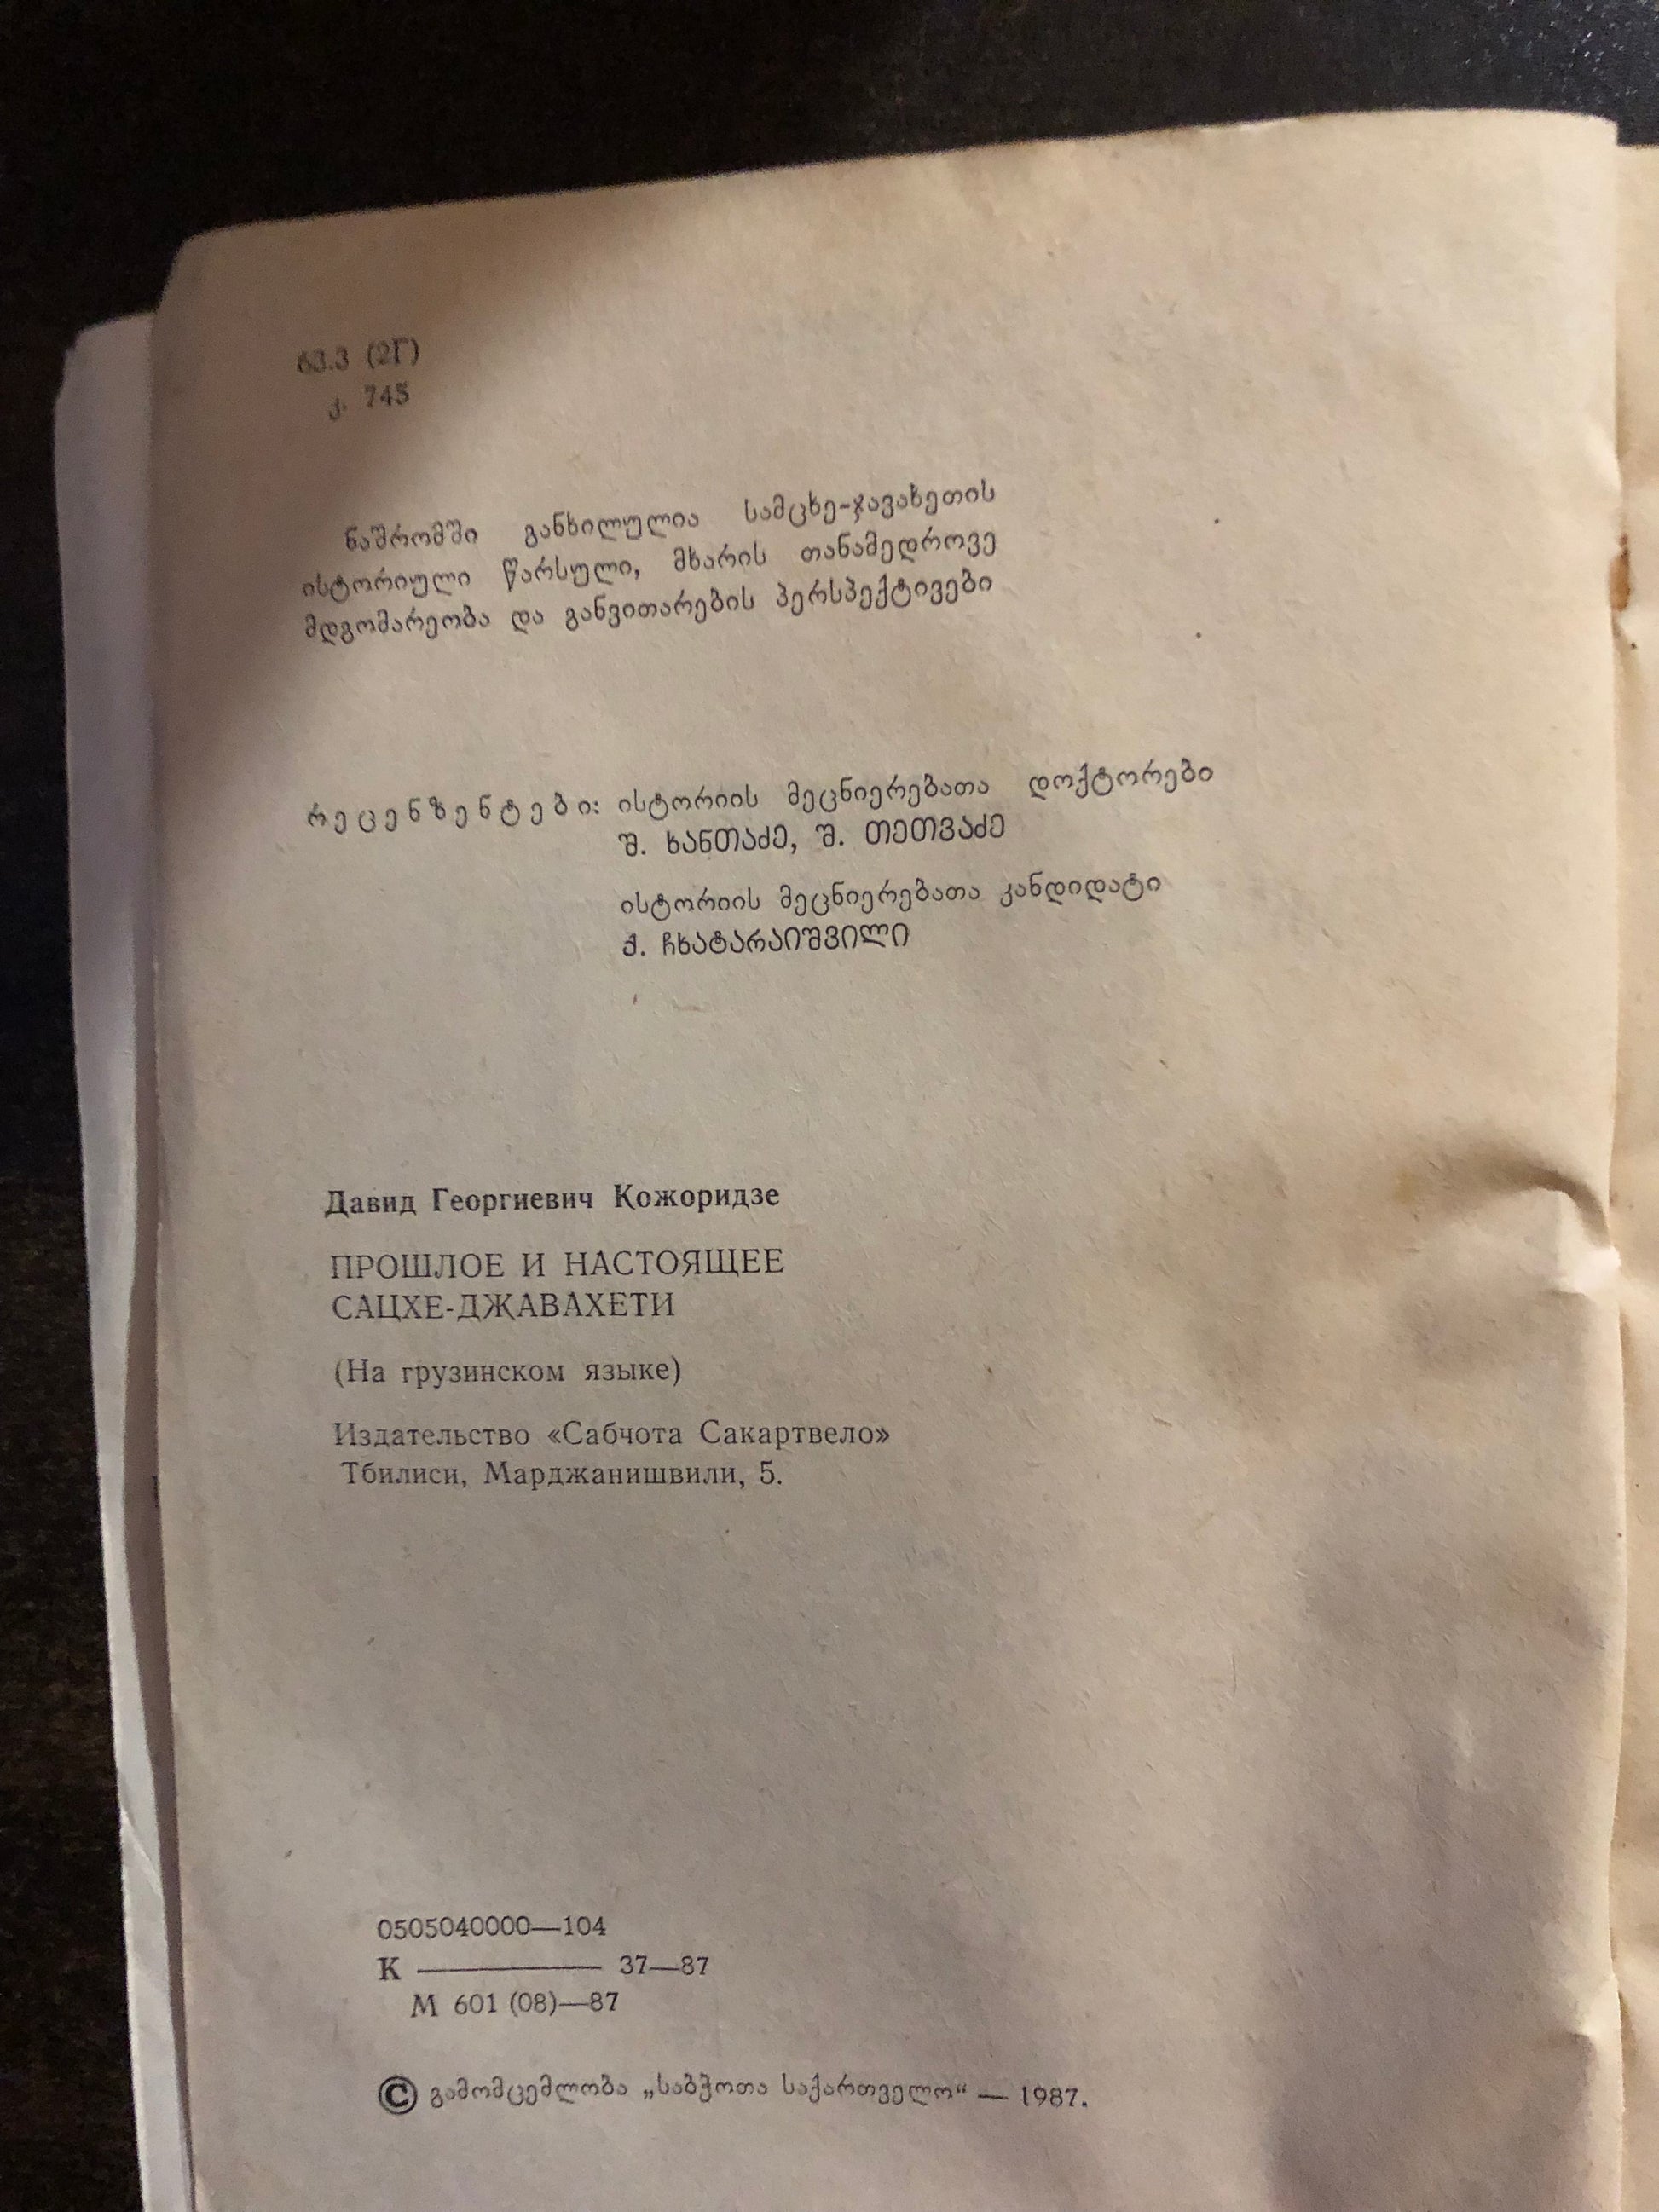 63.3 (2Г)
კ. 745
ნაშრომში განხილულია სამცხე-ჯავახეთის
ისტორიული წარსული, მხარის თანამედროვე
მდგომარეობა და განვითარების პერსპექტივები
რეცენზენტები: ისტორიის მეცნიერებათა დოქტორები
შ. ხანთაძე, შ. თეთვაძე
ისტორიის მეცნიერებათა კანდიდატი
ქ. ჩხატარაიშვილი
Давид Георгиевич Кожоридзе
ПРОШЛОЕ И НАСТОЯЩЕЕ
САЦХЕ-ДЖАВАХЕТИ
(На грузинском языке)
Издательство «Сабчота Сакартвело»
Тбилиси, Марджанишвили, 5.
0505040000—104
К ———— 37—87
М 601 (08)—87
© გამომცემლობა „საბჭოთა საქართველო“ — 1987.